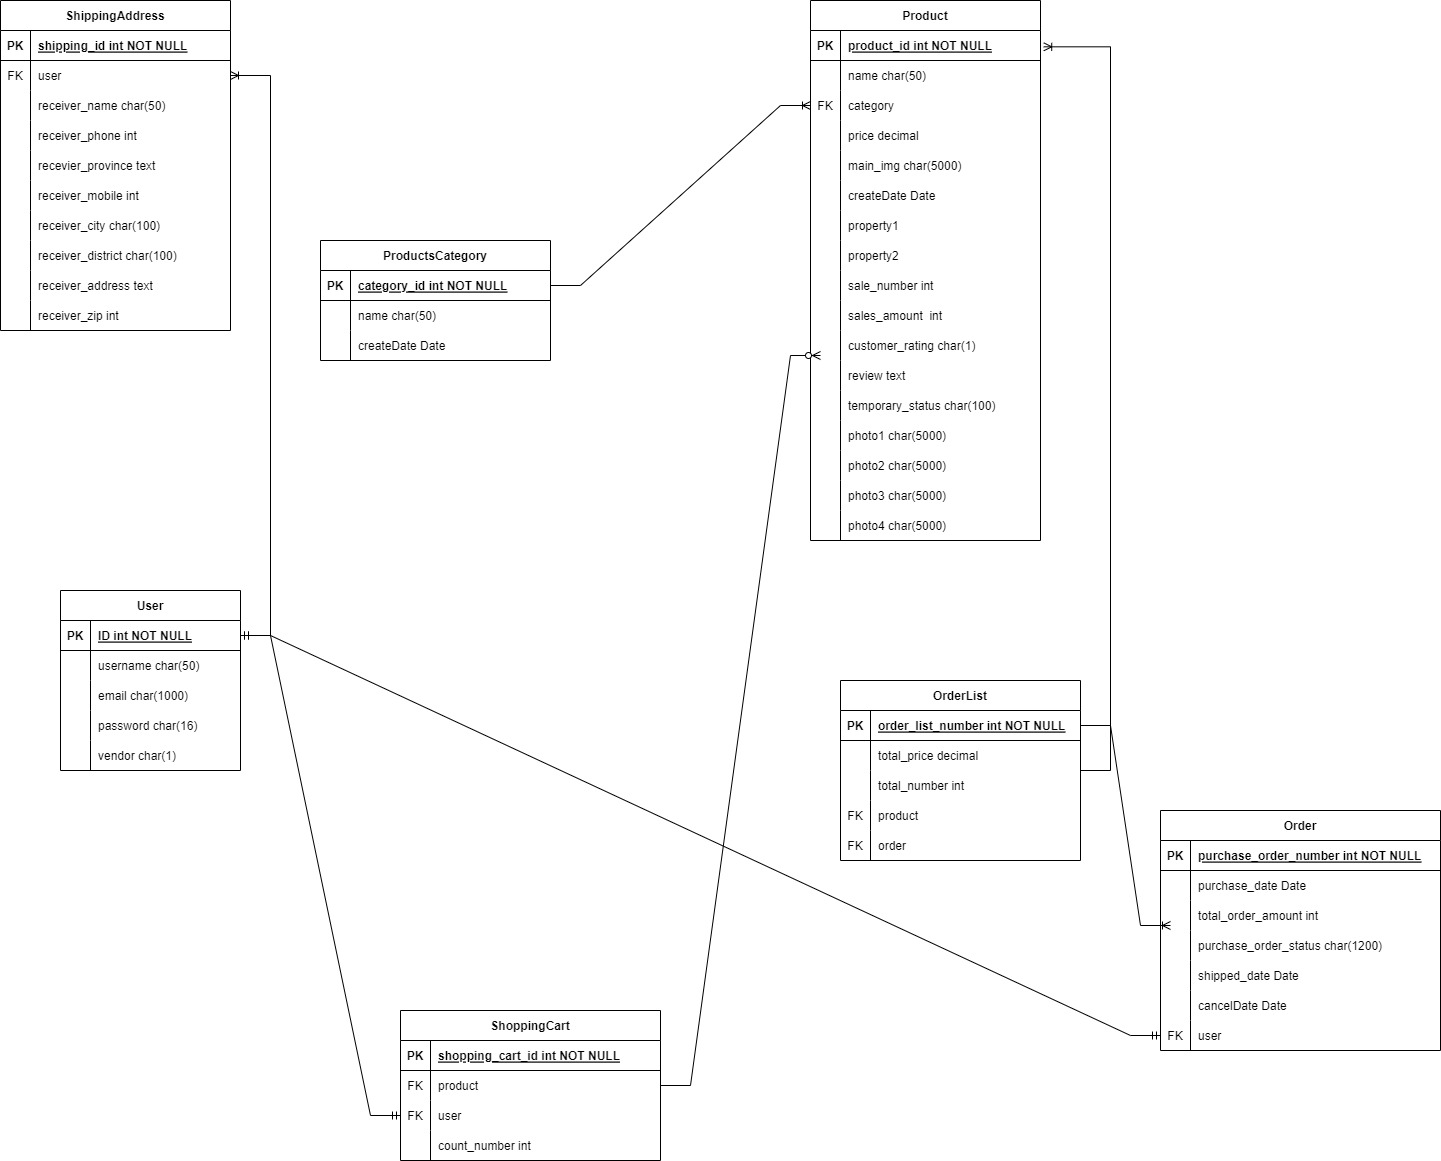 ShippingAddress
PK shipping_id int NOT NULL
FK user
receiver_name char(50)
receiver_phone int
recevier_province text
receiver_mobile int
receiver_city char(100)
receiver_district char(100)
receiver_address text
receiver_zip int
ProductsCategory
PK category_id int NOT NULL
name char(50)
createDate Date
Product
PK product_id int NOT NULL
name char(50)
FK category
price decimal
main_img char(5000)
createDate Date
property1
property2
sale_number int
sales_amount int
customer_rating char(1)
review text
temporary_status char(100)
photo1 char(5000)
photo2 char(5000)
photo3 char(5000)
photo4 char(5000)
User
PK ID int NOT NULL
username char(50)
email char(1000)
password char(16)
vendor char(1)
OrderList
PK order_list_number int NOT NULL
total_price decimal
total_number int
FK product
FK order
Order
PK purchase_order_number int NOT NULL
purchase_date Date
total_order_amount int
purchase_order_status char(1200)
shipped_date Date
cancelDate Date
FK user
ShoppingCart
PK shopping_cart_id int NOT NULL
FK product
FK user
count_number int